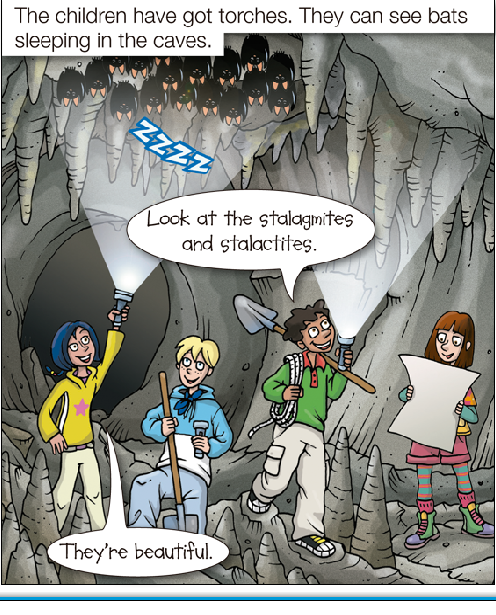 The children have got torches. They can see bats
sleeping in the caves.
ZZZZ
Look at the stalagmites
and stalactites.
They're beautiful.